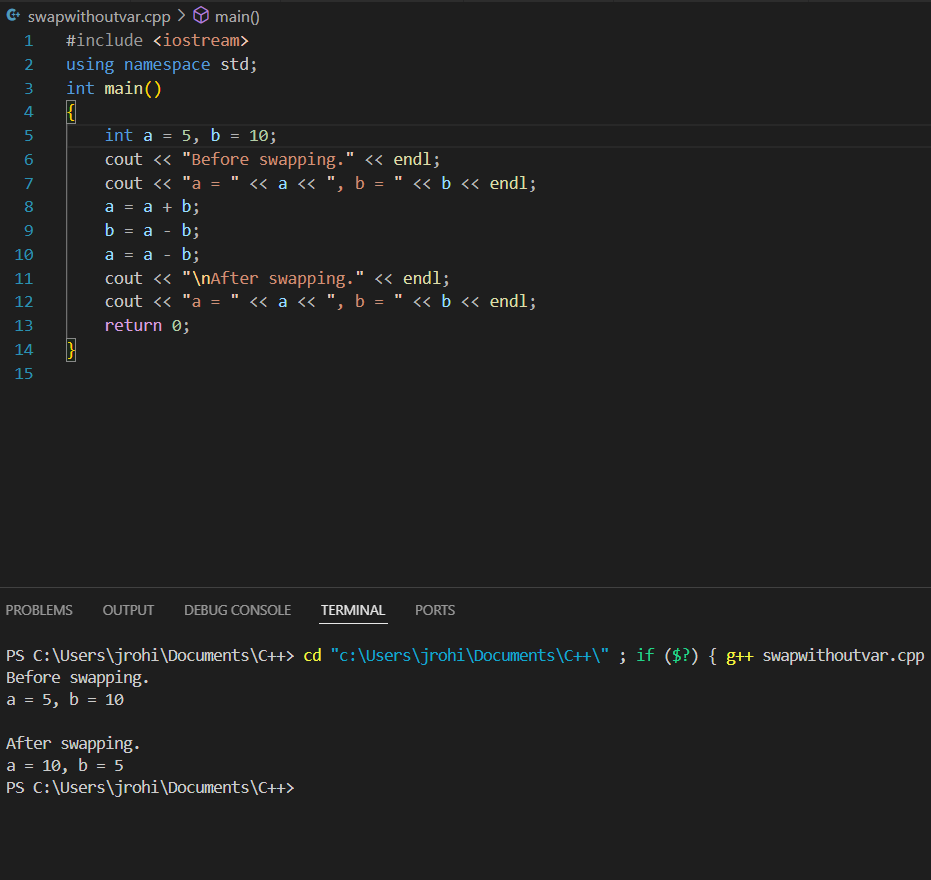 swapwithoutvar.cpp > main()
1 #include <iostream>
2 using namespace std;
3 int main()
4 {
5 int a = 5, b = 10;
6 cout << "Before swapping." << endl;
7 cout << "a = " << a << ", b = " << b << endl;
8 a = a + b;
9 b = a - b;
10 a = a - b;
11 cout << "\nAfter swapping." << endl;
12 cout << "a = " << a << ", b = " << b << endl;
13 return 0;
14 }
15
PROBLEMS OUTPUT DEBUG CONSOLE TERMINAL PORTS
PS C:\Users\jrohi\Documents\C++> cd "c:\Users\jrohi\Documents\C++\" ; if ($?) { g++ swapwithoutvar.cpp
Before swapping.
a = 5, b = 10
After swapping.
a = 10, b = 5
PS C:\Users\jrohi\Documents\C++>